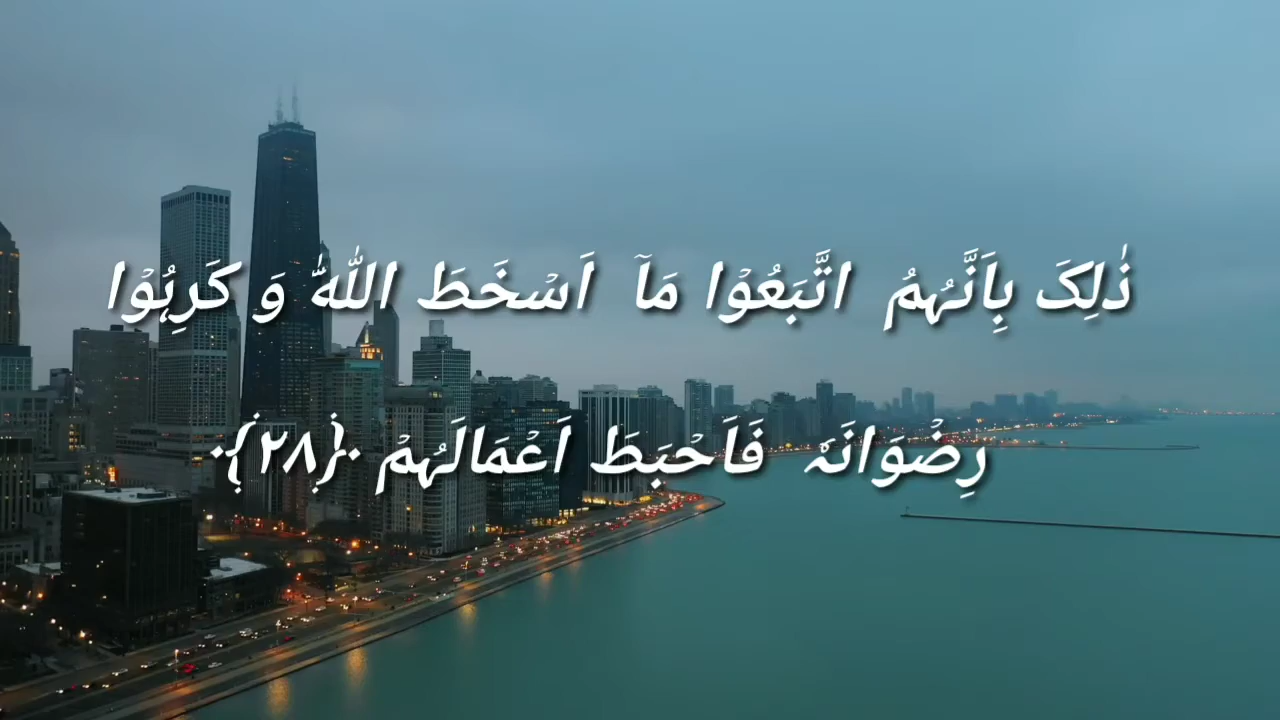 ذٰلِکَ بِاَنَّہُمُ اتَّبَعُوۡا مَاۤ اَسۡخَطَ اللّٰہَ وَ کَرِہُوۡا
رِضۡوَانَہٗ فَاَحۡبَطَ اَعۡمَالَہُمۡ ﴿۲۸﴾